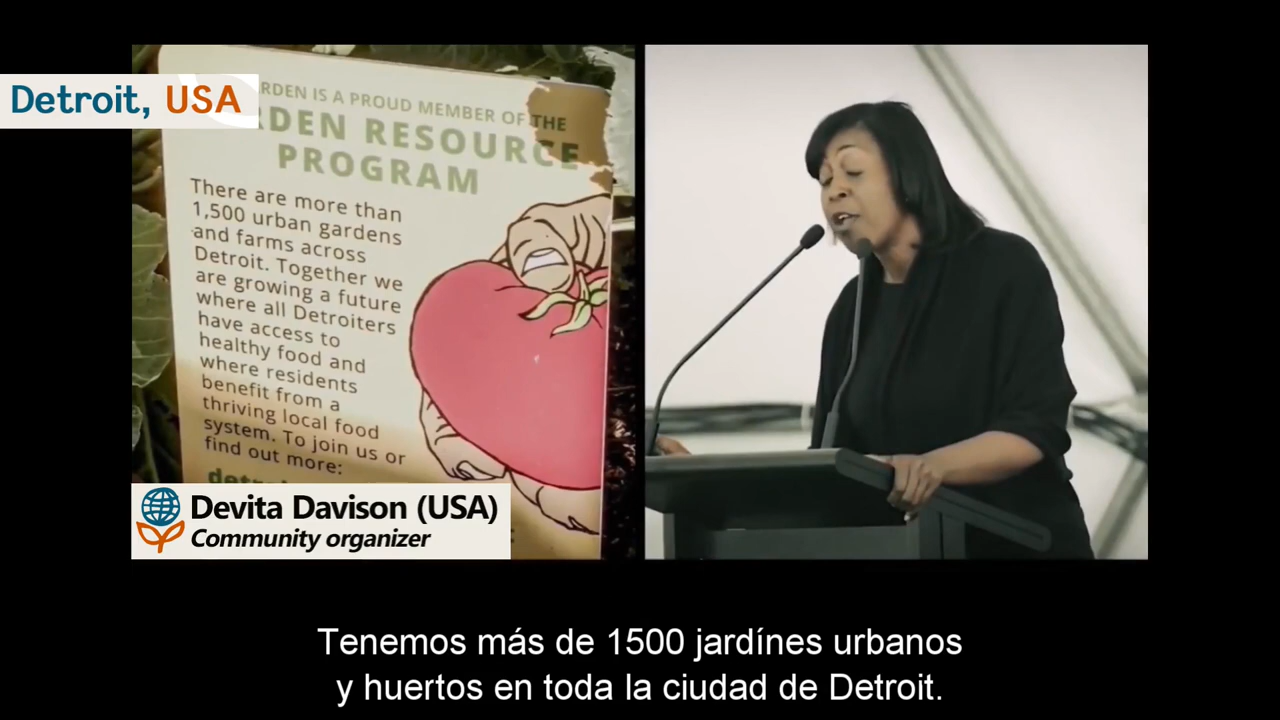 Detroit, USA
ARDEN IS A PROUD MEMBER OF THE
RDEN RESOURCE
PROGRAM
There are more than
1,500 urban gardens
and farms across
Detroit. Together we
are growing a future
where all Detroiters
have access to
healthy food and
where residents
benefit from a
thriving local food
system. To join us or
find out more:
Devita Davison (USA)
Community organizer
Tenemos más de 1500 jardínes urbanos
y huertos en toda la ciudad de Detroit.